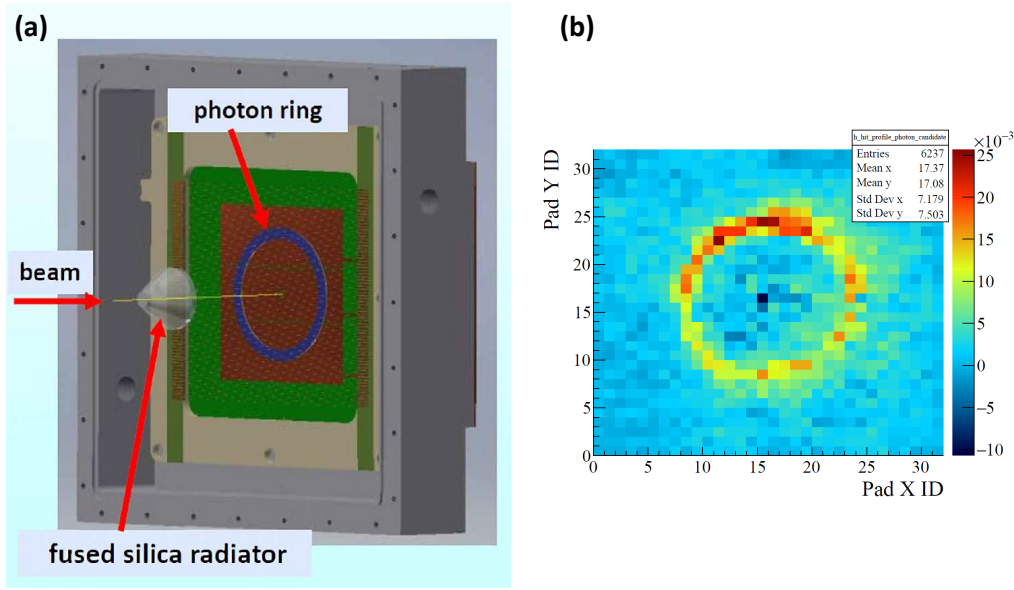 (a)
photon ring
beam
fused silica radiator
(b)
h_hit_profile_photon_candidate
Entries 6237
Mean x 17.37
Mean y 17.08
Std Dev x 7.179
Std Dev y 7.503
×10⁻³
25
20
15
10
5
0
−5
−10
Pad Y ID
30
25
20
15
10
5
0
0 5 10 15 20 25 30
Pad X ID